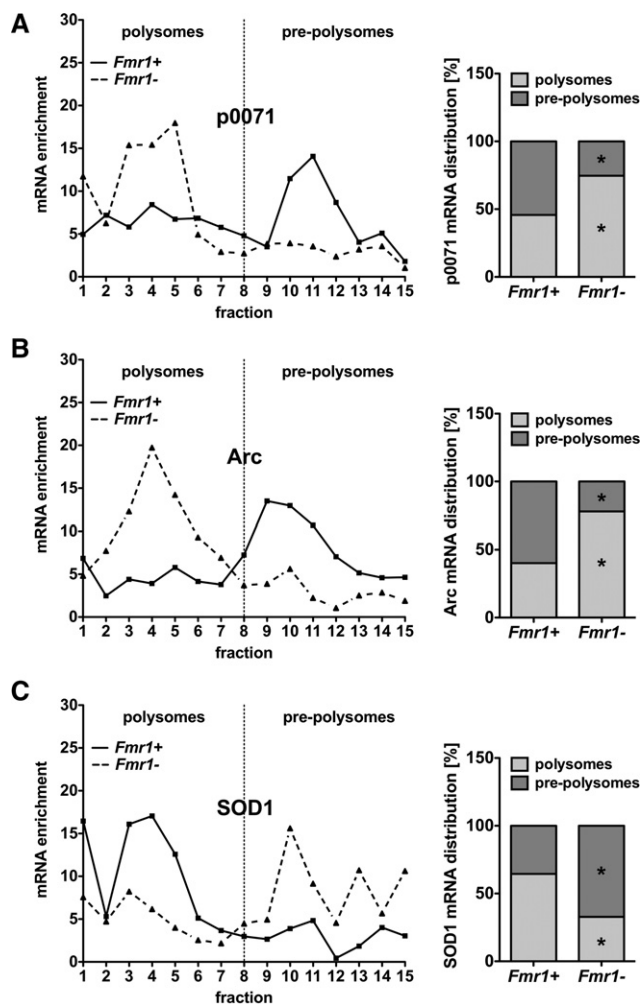 A
polysomes
pre-polysomes
Fmr1+
Fmr1-
p0071
mRNA enrichment
30
25
20
15
10
5
0
1 2 3 4 5 6 7 8 9 10 11 12 13 14 15
fraction
polysomes
pre-polysomes
p0071 mRNA distribution [%]
150
100
50
0
*
*
Fmr1+ Fmr1-
B
polysomes
pre-polysomes
Fmr1+
Fmr1-
Arc
mRNA enrichment
30
25
20
15
10
5
0
1 2 3 4 5 6 7 8 9 10 11 12 13 14 15
fraction
polysomes
pre-polysomes
Arc mRNA distribution [%]
150
100
50
0
*
*
Fmr1+ Fmr1-
C
polysomes
pre-polysomes
Fmr1+
Fmr1-
SOD1
mRNA enrichment
30
25
20
15
10
5
0
1 2 3 4 5 6 7 8 9 10 11 12 13 14 15
fraction
polysomes
pre-polysomes
SOD1 mRNA distribution [%]
150
100
50
0
*
*
Fmr1+ Fmr1-